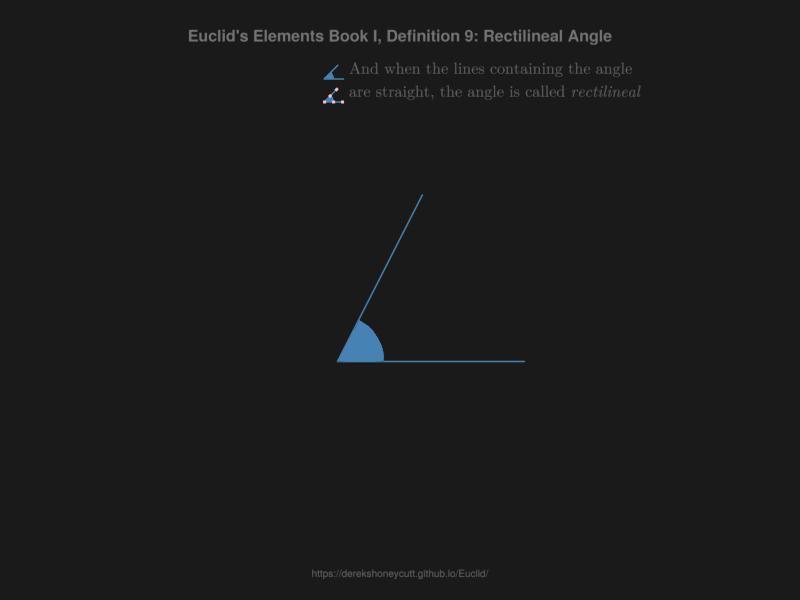 Euclid's Elements Book I, Definition 9: Rectilineal Angle
And when the lines containing the angle
are straight, the angle is called rectilineal
https://derekshoneycutt.github.io/Euclid/